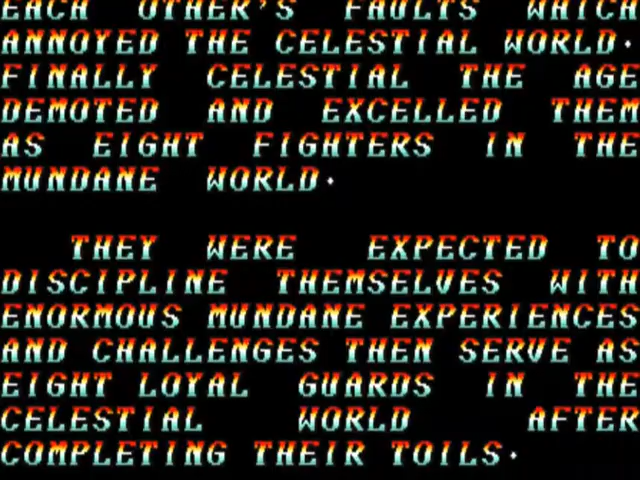 EACH OTHER'S FAULTS WHICH
ANNOYED THE CELESTIAL WORLD.
FINALLY CELESTIAL THE AGE
DEMOTED AND EXCELLED THEM
AS EIGHT FIGHTERS IN THE
MUNDANE WORLD.
THEY WERE EXPECTED TO
DISCIPLINE THEMSELVES WITH
ENORMOUS MUNDANE EXPERIENCES
AND CHALLENGES THEN SERVE AS
EIGHT LOYAL GUARDS IN THE
CELESTIAL WORLD AFTER
COMPLETING THEIR TOILS.